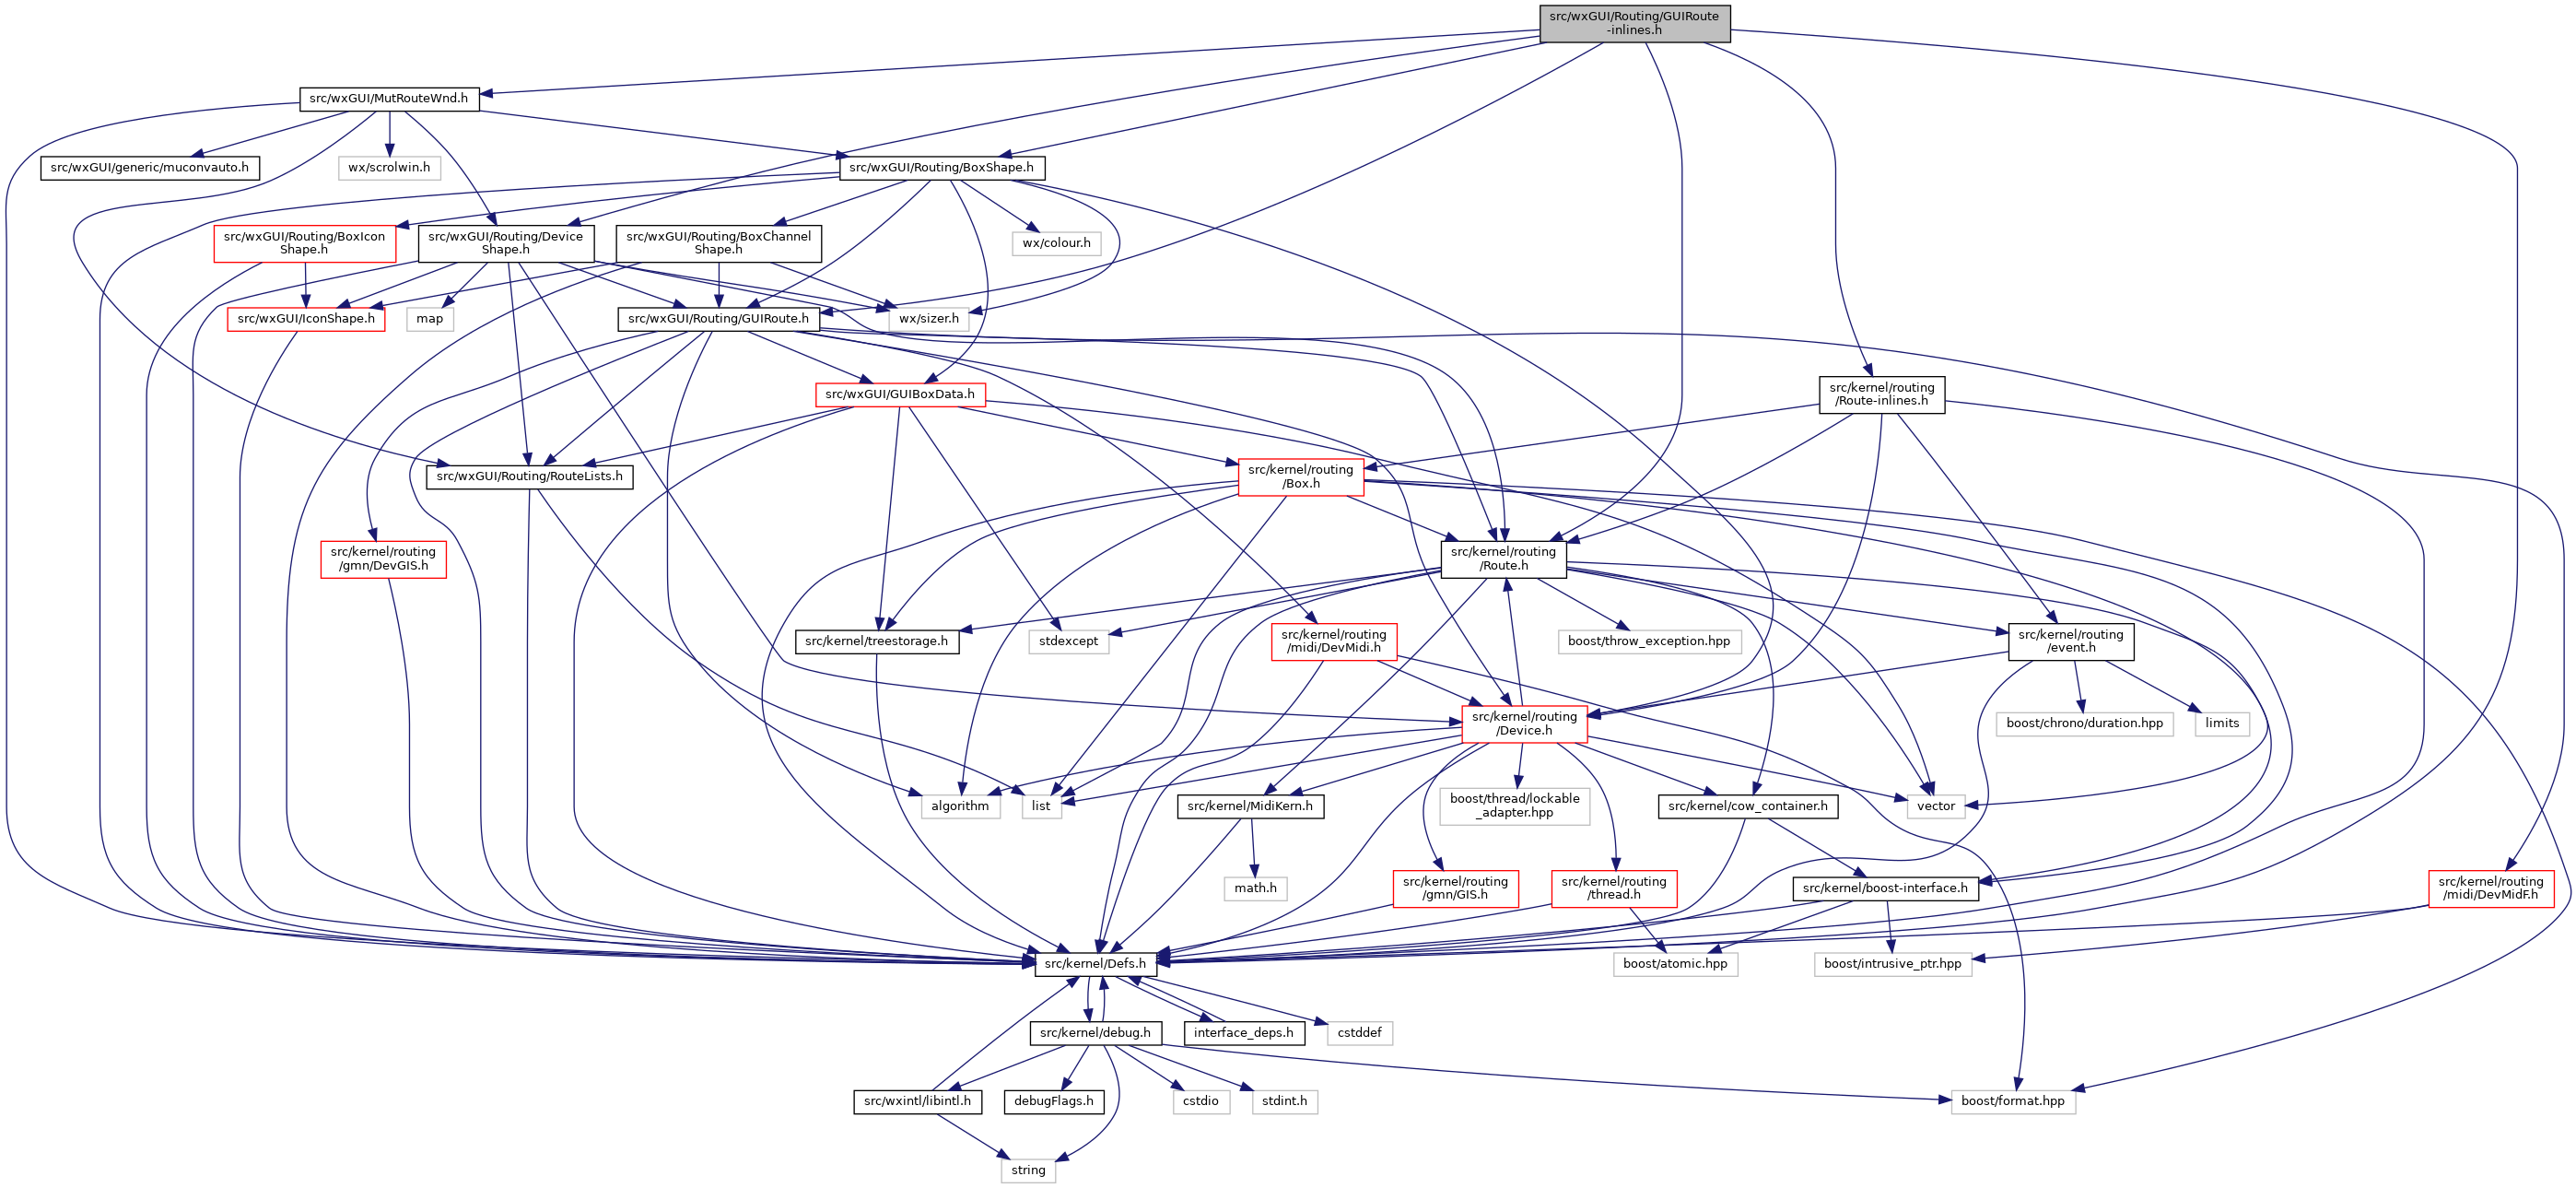 src/wxGUI/Routing/GUIRoute
-inlines.h
src/wxGUI/MutRouteWnd.h
src/wxGUI/generic/muconvauto.h
wx/scrolwin.h
src/wxGUI/Routing/BoxShape.h
src/wxGUI/Routing/BoxIcon
Shape.h
src/wxGUI/Routing/Device
Shape.h
src/wxGUI/Routing/BoxChannel
Shape.h
wx/colour.h
src/wxGUI/IconShape.h
map
src/wxGUI/Routing/GUIRoute.h
wx/sizer.h
src/wxGUI/GUIBoxData.h
src/kernel/routing
/Route-inlines.h
src/wxGUI/Routing/RouteLists.h
src/kernel/routing
/Box.h
src/kernel/routing
/gmn/DevGIS.h
src/kernel/routing
/Route.h
src/kernel/treestorage.h
stdexcept
src/kernel/routing
/midi/DevMidi.h
boost/throw_exception.hpp
src/kernel/routing
/event.h
src/kernel/routing
/Device.h
boost/chrono/duration.hpp
limits
algorithm
list
src/kernel/MidiKern.h
boost/thread/lockable
_adapter.hpp
src/kernel/cow_container.h
vector
math.h
src/kernel/routing
/gmn/GIS.h
src/kernel/routing
/thread.h
src/kernel/boost-interface.h
src/kernel/routing
/midi/DevMidF.h
src/kernel/Defs.h
boost/atomic.hpp
boost/intrusive_ptr.hpp
src/kernel/debug.h
interface_deps.h
cstddef
src/wxintl/libintl.h
debugFlags.h
cstdio
stdint.h
boost/format.hpp
string